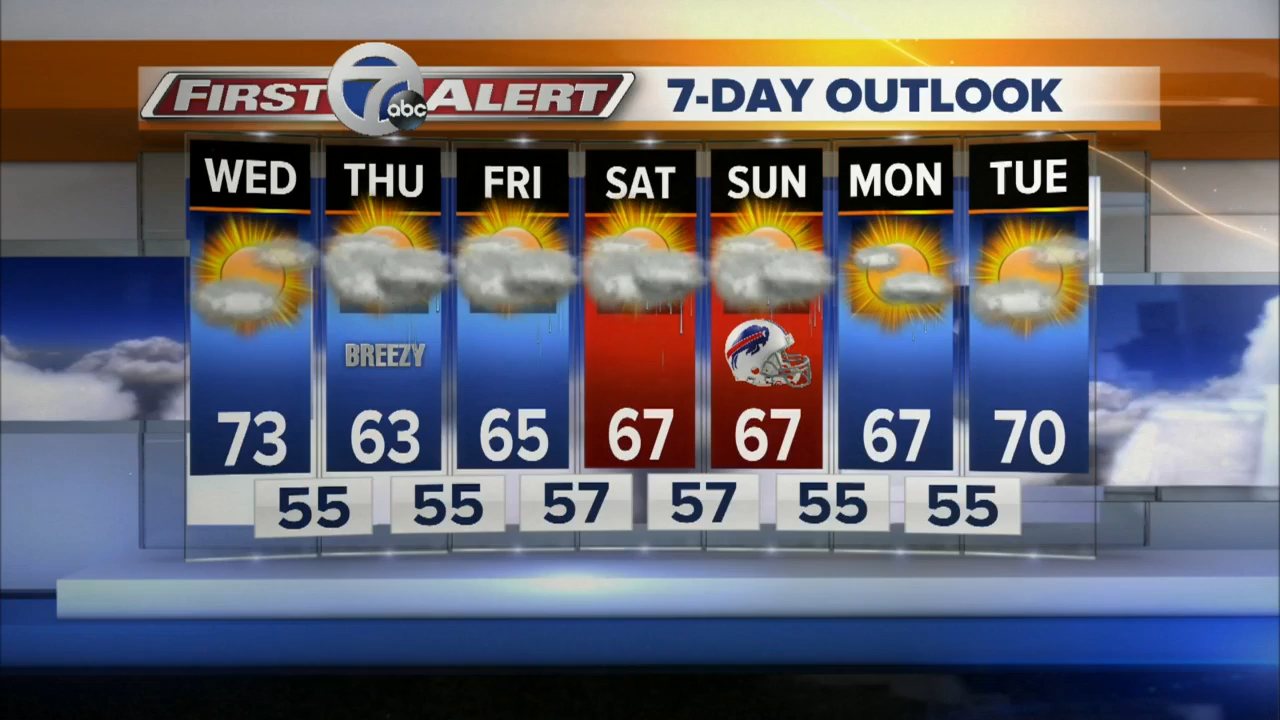 FIRST 7 abc ALERT 7-DAY OUTLOOK
WED THU FRI SAT SUN MON TUE
BREEZY
73 63 65 67 67 67 70
55 55 57 57 55 55